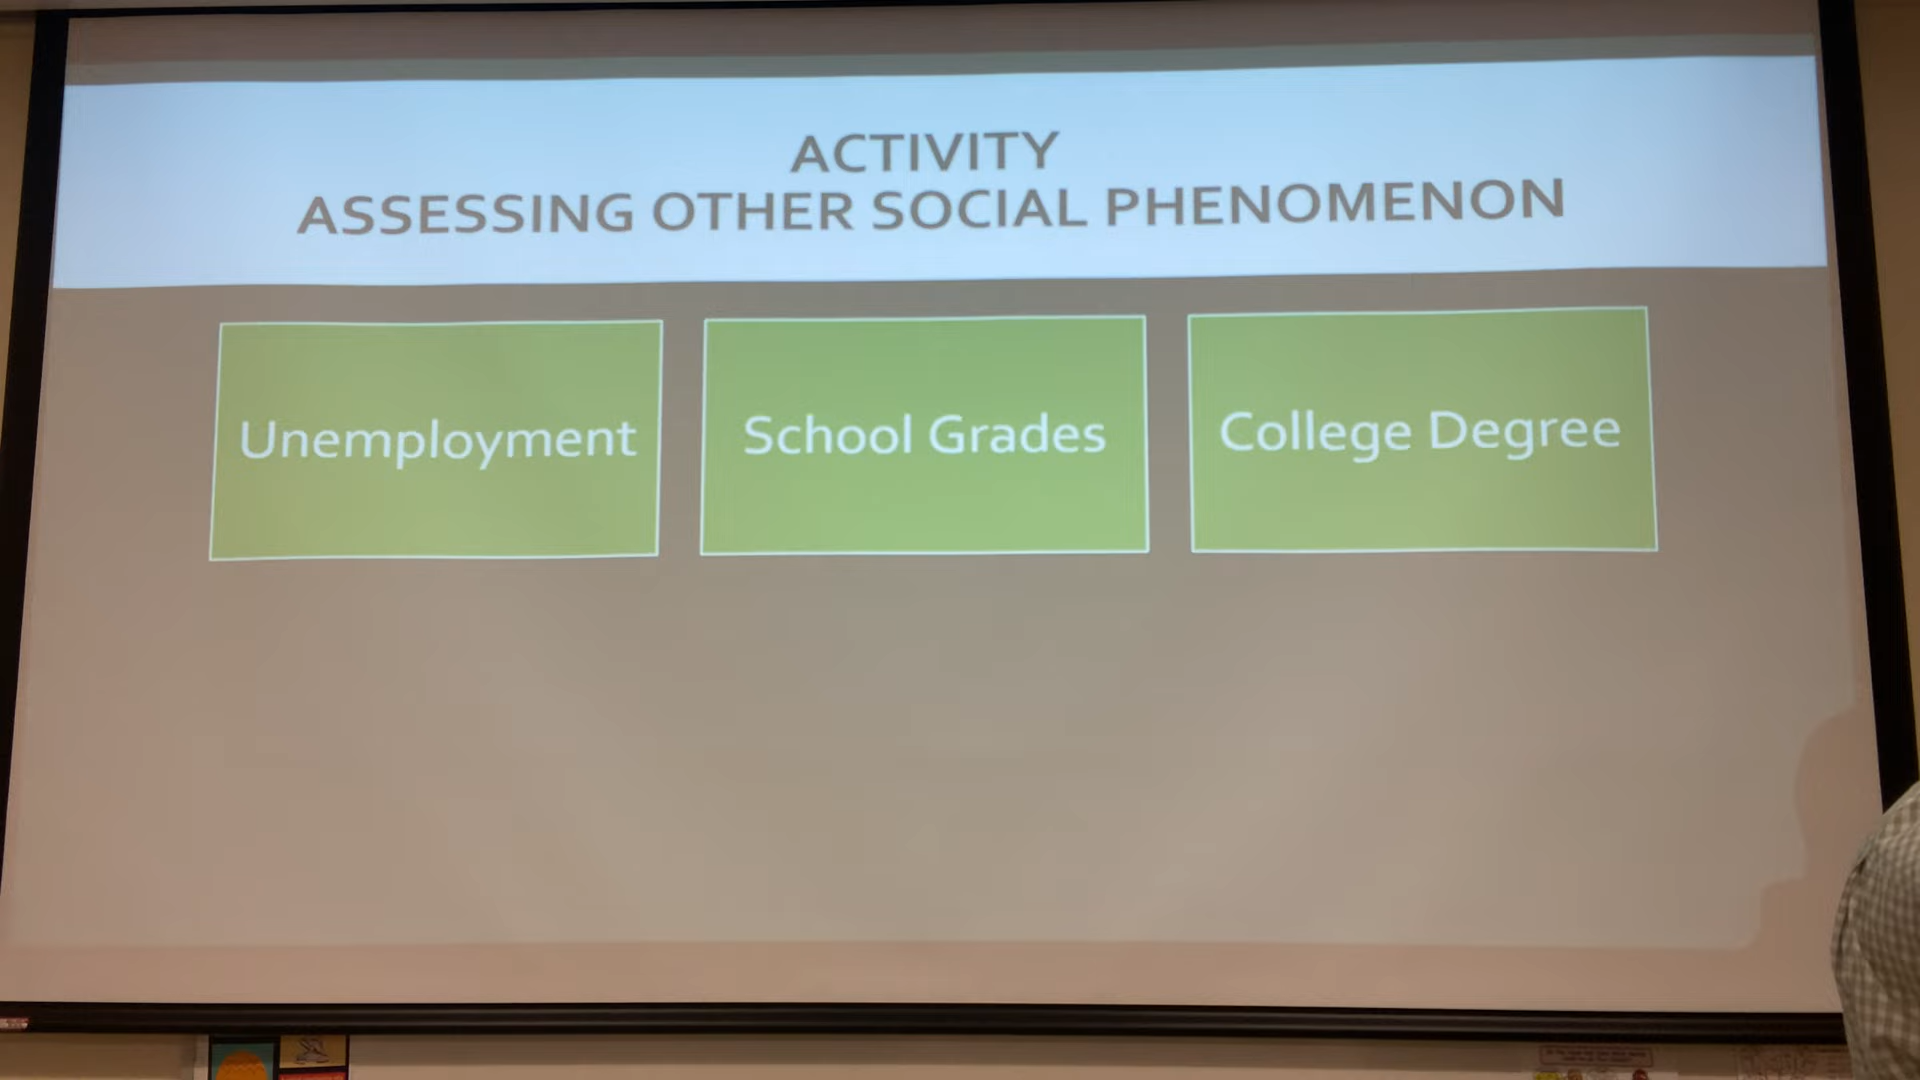 ACTIVITY
ASSESSING OTHER SOCIAL PHENOMENON
Unemployment
School Grades
College Degree